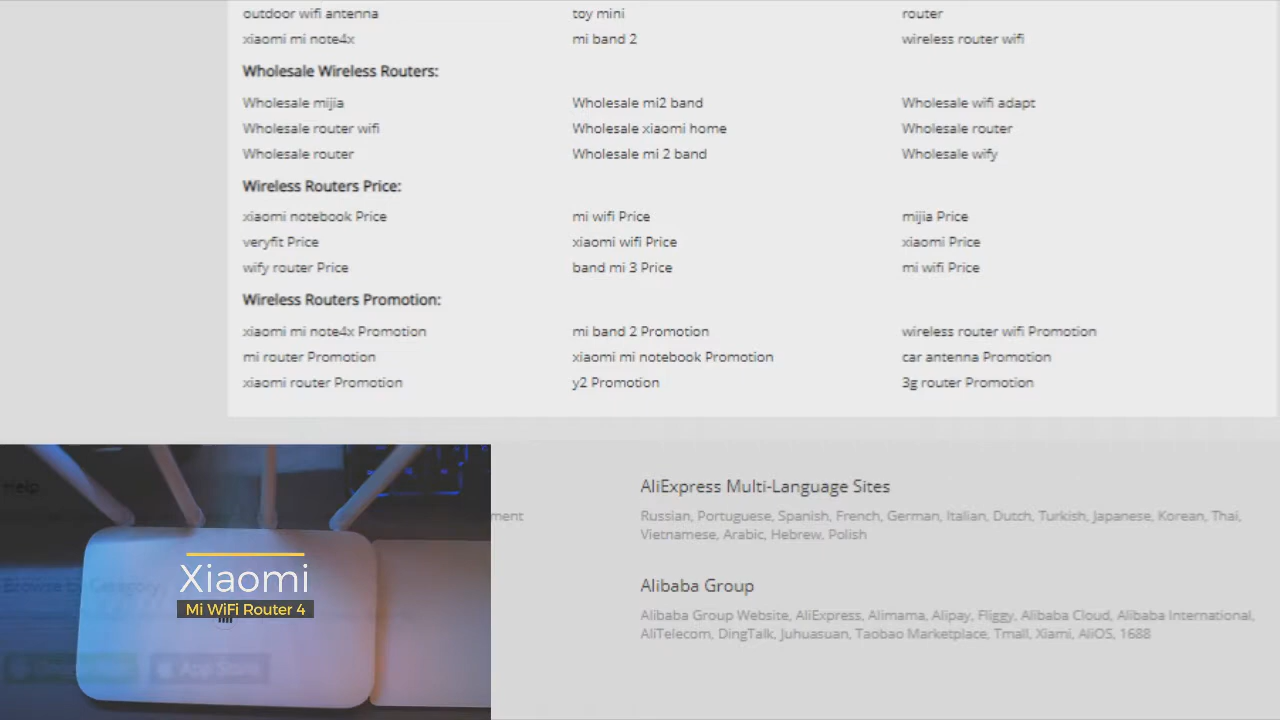 outdoor wifi antenna
toy mini
router
xiaomi mi note4x
mi band 2
wireless router wifi
Wholesale Wireless Routers:
Wholesale mijia
Wholesale mi2 band
Wholesale wifi adapt
Wholesale router wifi
Wholesale xiaomi home
Wholesale router
Wholesale router
Wholesale mi 2 band
Wholesale wify
Wireless Routers Price:
xiaomi notebook Price
mi wifi Price
mijia Price
veryfit Price
xiaomi wifi Price
xiaomi Price
wify router Price
band mi 3 Price
mi wifi Price
Wireless Routers Promotion:
xiaomi mi note4x Promotion
mi band 2 Promotion
wireless router wifi Promotion
mi router Promotion
xiaomi mi notebook Promotion
car antenna Promotion
xiaomi router Promotion
y2 Promotion
3g router Promotion
Help
ment
Browse by Category
App Store
Xiaomi
Mi WiFi Router 4
AliExpress Multi-Language Sites
Russian, Portuguese, Spanish, French, German, Italian, Dutch, Turkish, Japanese, Korean, Thai,
Vietnamese, Arabic, Hebrew, Polish
Alibaba Group
Alibaba Group Website, AliExpress, Alimama, Alipay, Fliggy, Alibaba Cloud, Alibaba International,
AliTelecom, DingTalk, Juhuasuan, Taobao Marketplace, Tmall, Xiami, AliOS, 1688